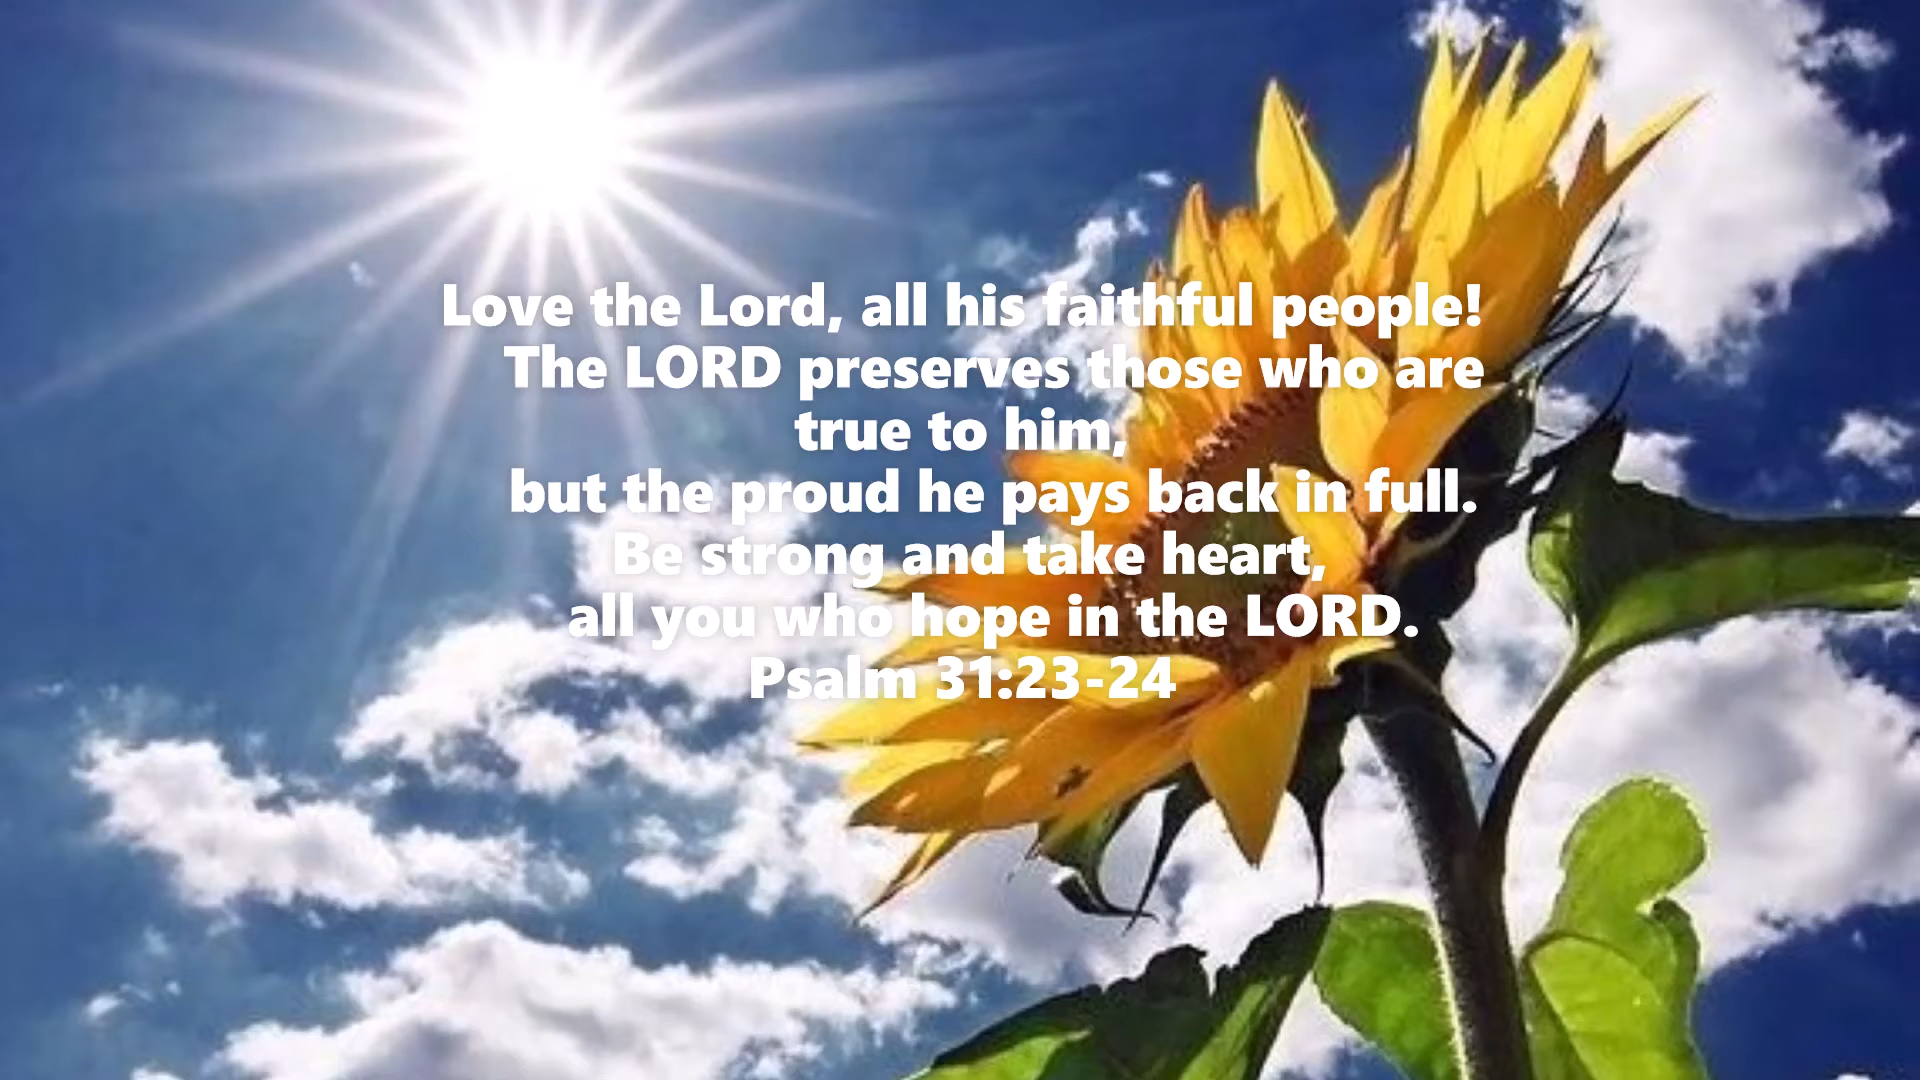 Love the Lord, all his faithful people!
The LORD preserves those who are
true to him,
but the proud he pays back in full.
Be strong and take heart,
all you who hope in the LORD.
Psalm 31:23-24